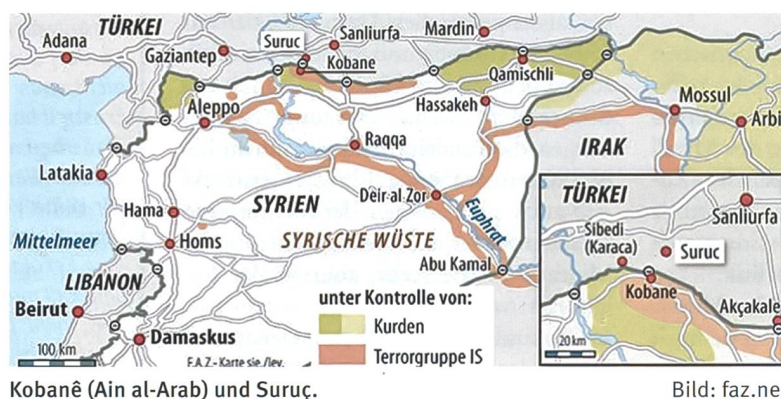 TÜRKEI
Adana
Gaziantep
Suruc
Sanliurfa
Mardin
Kobane
Qamischli
Aleppo
Hassakeh
Mossul
Arbi
Raqqa
IRAK
Latakia
Deir al Zor
SYRIEN
Hama
Euphrat
SYRISCHE WÜSTE
Mittelmeer
Homs
Abu Kamal
LIBANON
Beirut
Damaskus
100 km
F.A.Z.-Karte sie./lev.
unter Kontrolle von:
Kurden
Terrorgruppe IS
TÜRKEI
Sanliurfa
Sibedi
(Karaca)
Suruc
Kobane
Akçakale
20 km
Kobanê (Ain al-Arab) und Suruç.
Bild: faz.ne